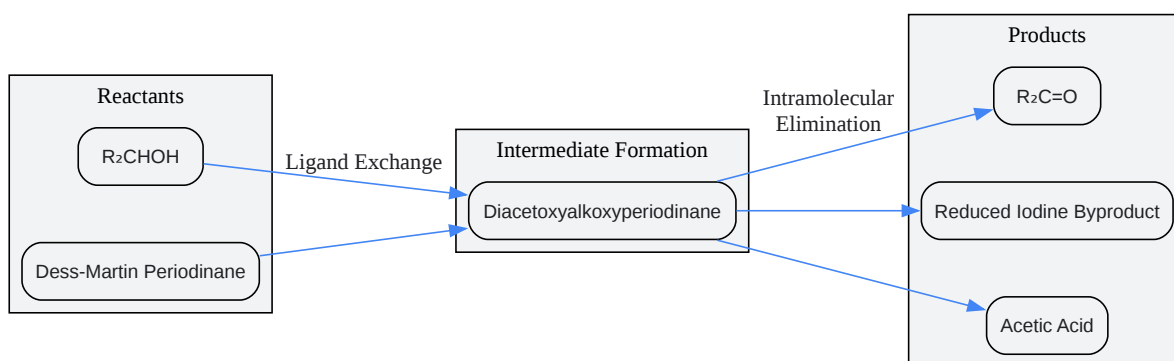 Reactants
R₂CHOH
Dess-Martin Periodinane
Ligand Exchange
Intermediate Formation
Diacetoxyalkoxyperiodinane
Intramolecular
Elimination
Products
R₂C=O
Reduced Iodine Byproduct
Acetic Acid